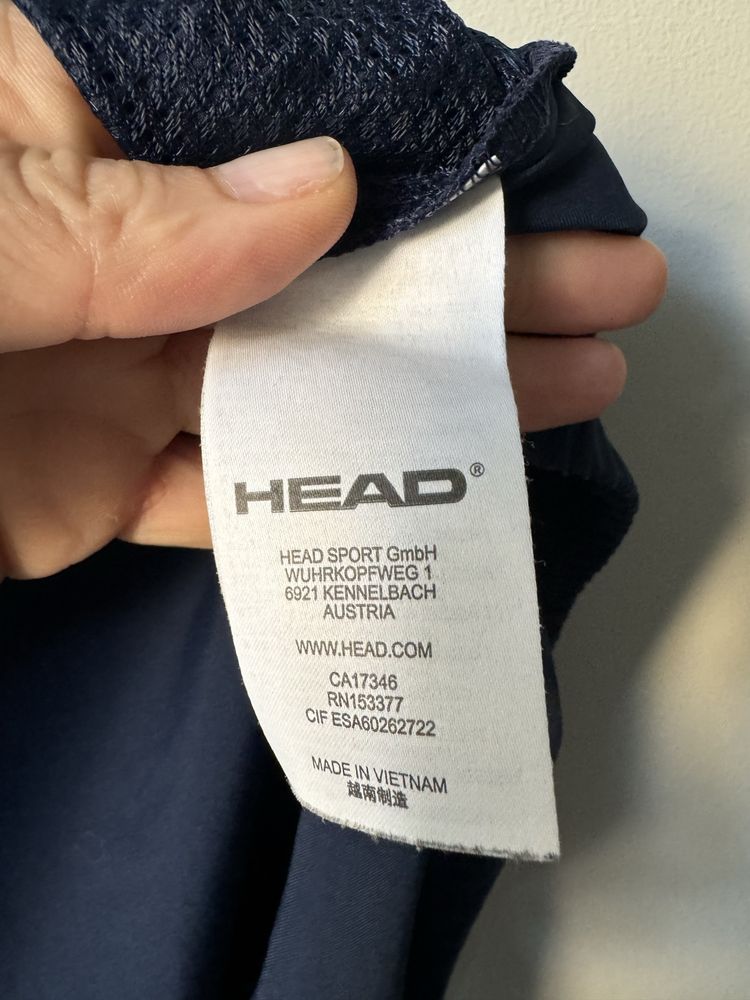 HEAD®
HEAD SPORT GmbH
WUHRKOPFWEG 1
6921 KENNELBACH
AUSTRIA
WWW.HEAD.COM
CA17346
RN153377
CIF ESA60262722
MADE IN VIETNAM
越南制造